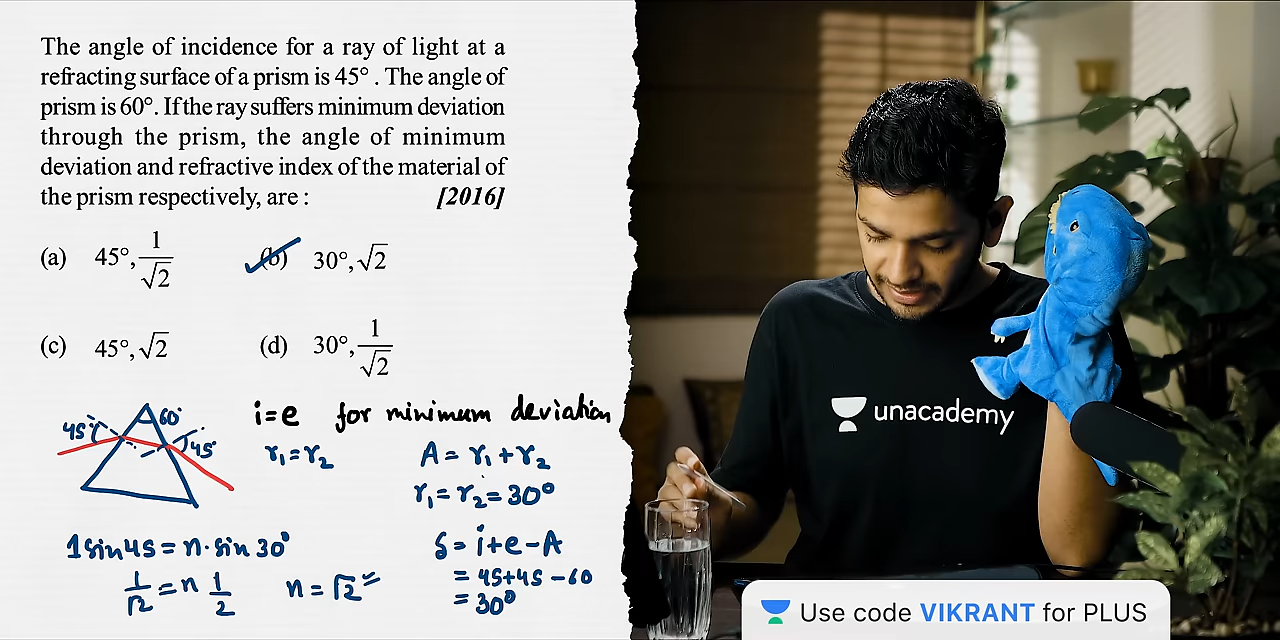 The angle of incidence for a ray of light at a
refracting surface of a prism is 45° . The angle of
prism is 60°. If the ray suffers minimum deviation
through the prism, the angle of minimum
deviation and refractive index of the material of
the prism respectively, are : [2016]
(a) 45°, 1/√2 (b) 30°, √2
(c) 45°, √2 (d) 30°, 1/√2
45° 60° 45°
i=e for minimum deviation
r₁=r₂ A = r₁+r₂
r₁= r₂= 30°
1 sin 45 = n· sin 30° δ = i+e-A
1/√2 = n 1/2 n = √2 = 45+45-60
= 30°
unacademy
Use code VIKRANT for PLUS